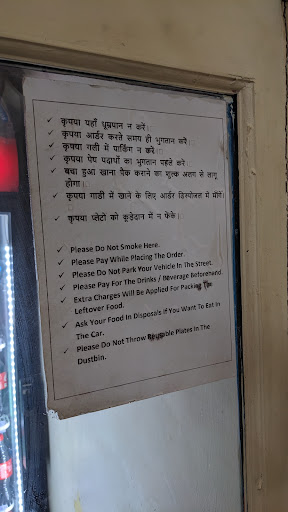 कृपया यहाँ धूम्रपान न करें।
कृपया आर्डर करते समय ही भुगतान करें।
कृपया गली में पार्किंग न करें।
कृपया पेय पदार्थों का भुगतान पहले करें।
बचा हुआ खाना पैक कराने का शुल्क अलग से लागू
होगा।
कृपया गाडी में खाने के लिए आर्डर डिस्पोजल में माँगें।
कृपया प्लेटो को कूडेदान में न फेंके।
Please Do Not Smoke Here.
Please Pay While Placing The Order.
Please Do Not Park Your Vehicle In The Street.
Please Pay For The Drinks / Beverage Beforehand.
Extra Charges Will Be Applied For Packing The
Leftover Food.
Ask Your Food In Disposals If You Want To Eat In
The Car.
Please Do Not Throw Reusable Plates In The
Dustbin.